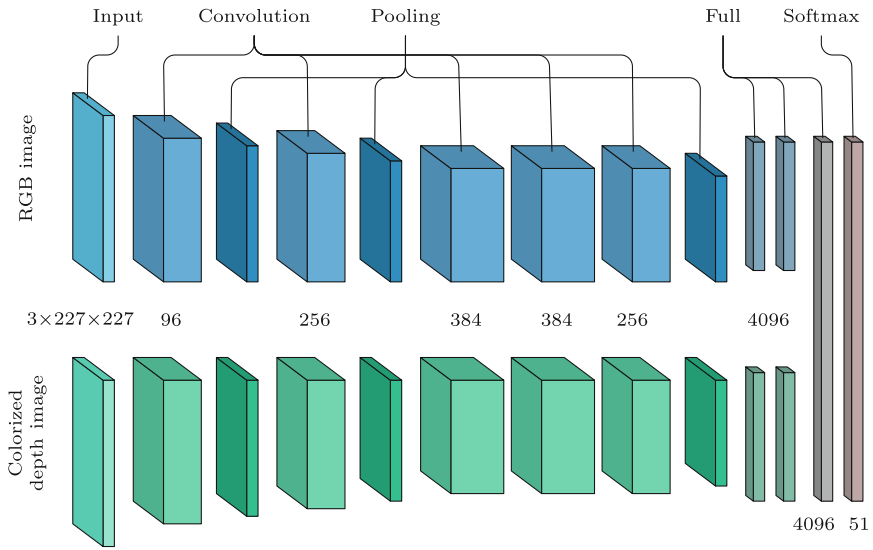 Input Convolution Pooling Full Softmax
RGB image
3×227×227 96 256 384 384 256 4096
Colorized
depth image
4096 51